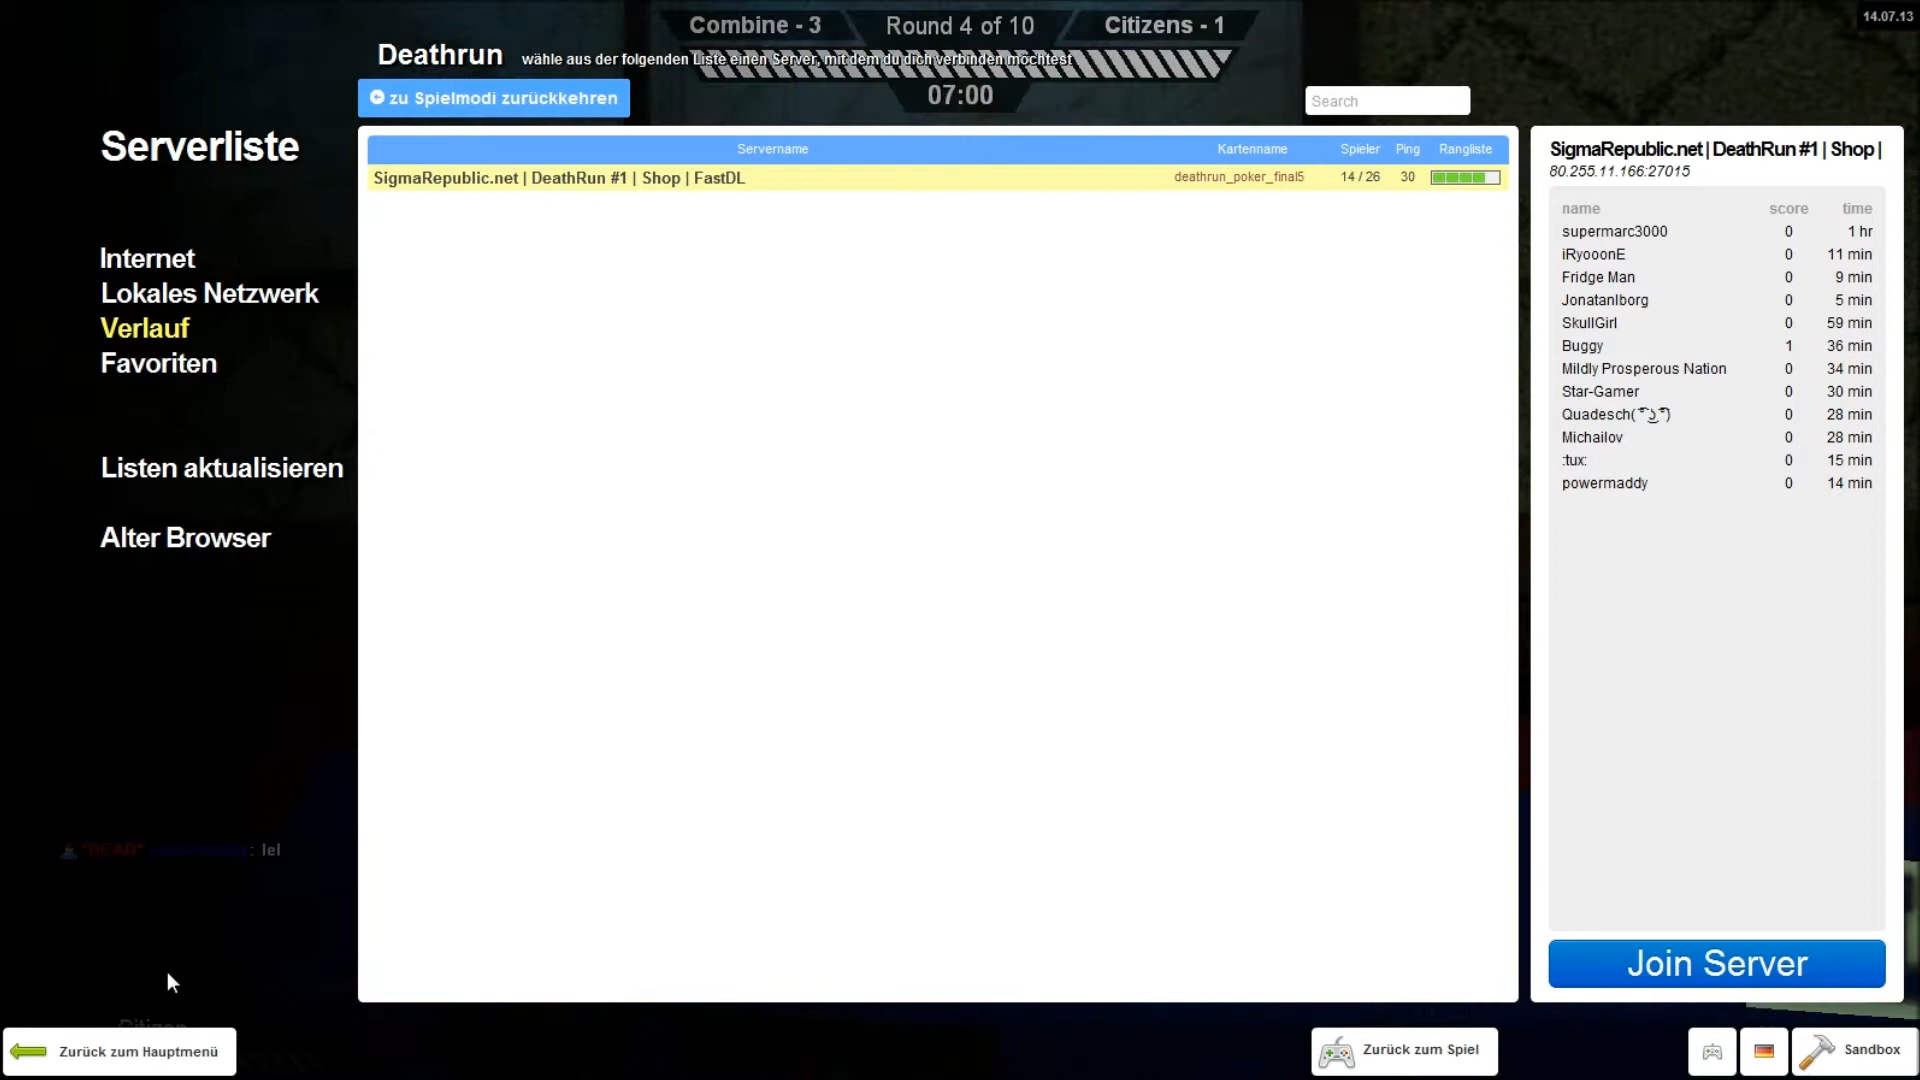 Combine - 3
Round 4 of 10
Citizens - 1
14.07.13
Deathrun
wähle aus der folgenden Liste einen Server, mit dem du dich verbinden möchtest
07:00
zu Spielmodi zurückkehren
Search
Serverliste
Internet
Lokales Netzwerk
Verlauf
Favoriten
Listen aktualisieren
Alter Browser
Servername Kartenname Spieler Ping Rangliste
SigmaRepublic.net | DeathRun #1 | Shop | FastDL deathrun_poker_final5 14 / 26 30
SigmaRepublic.net | DeathRun #1 | Shop |
80.255.11.166:27015
name score time
supermarc3000 0 1 hr
iRyooonE 0 11 min
Fridge Man 0 9 min
JonatanIborg 0 5 min
SkullGirl 0 59 min
Buggy 1 36 min
Mildly Prosperous Nation 0 34 min
Star-Gamer 0 30 min
Quadesch( ͡° ͜ʖ ͡°) 0 28 min
Michailov 0 28 min
:tux: 0 15 min
powermaddy 0 14 min
Join Server
*DEAD* : lel
Citizen
Zurück zum Hauptmenü
Zurück zum Spiel
Sandbox